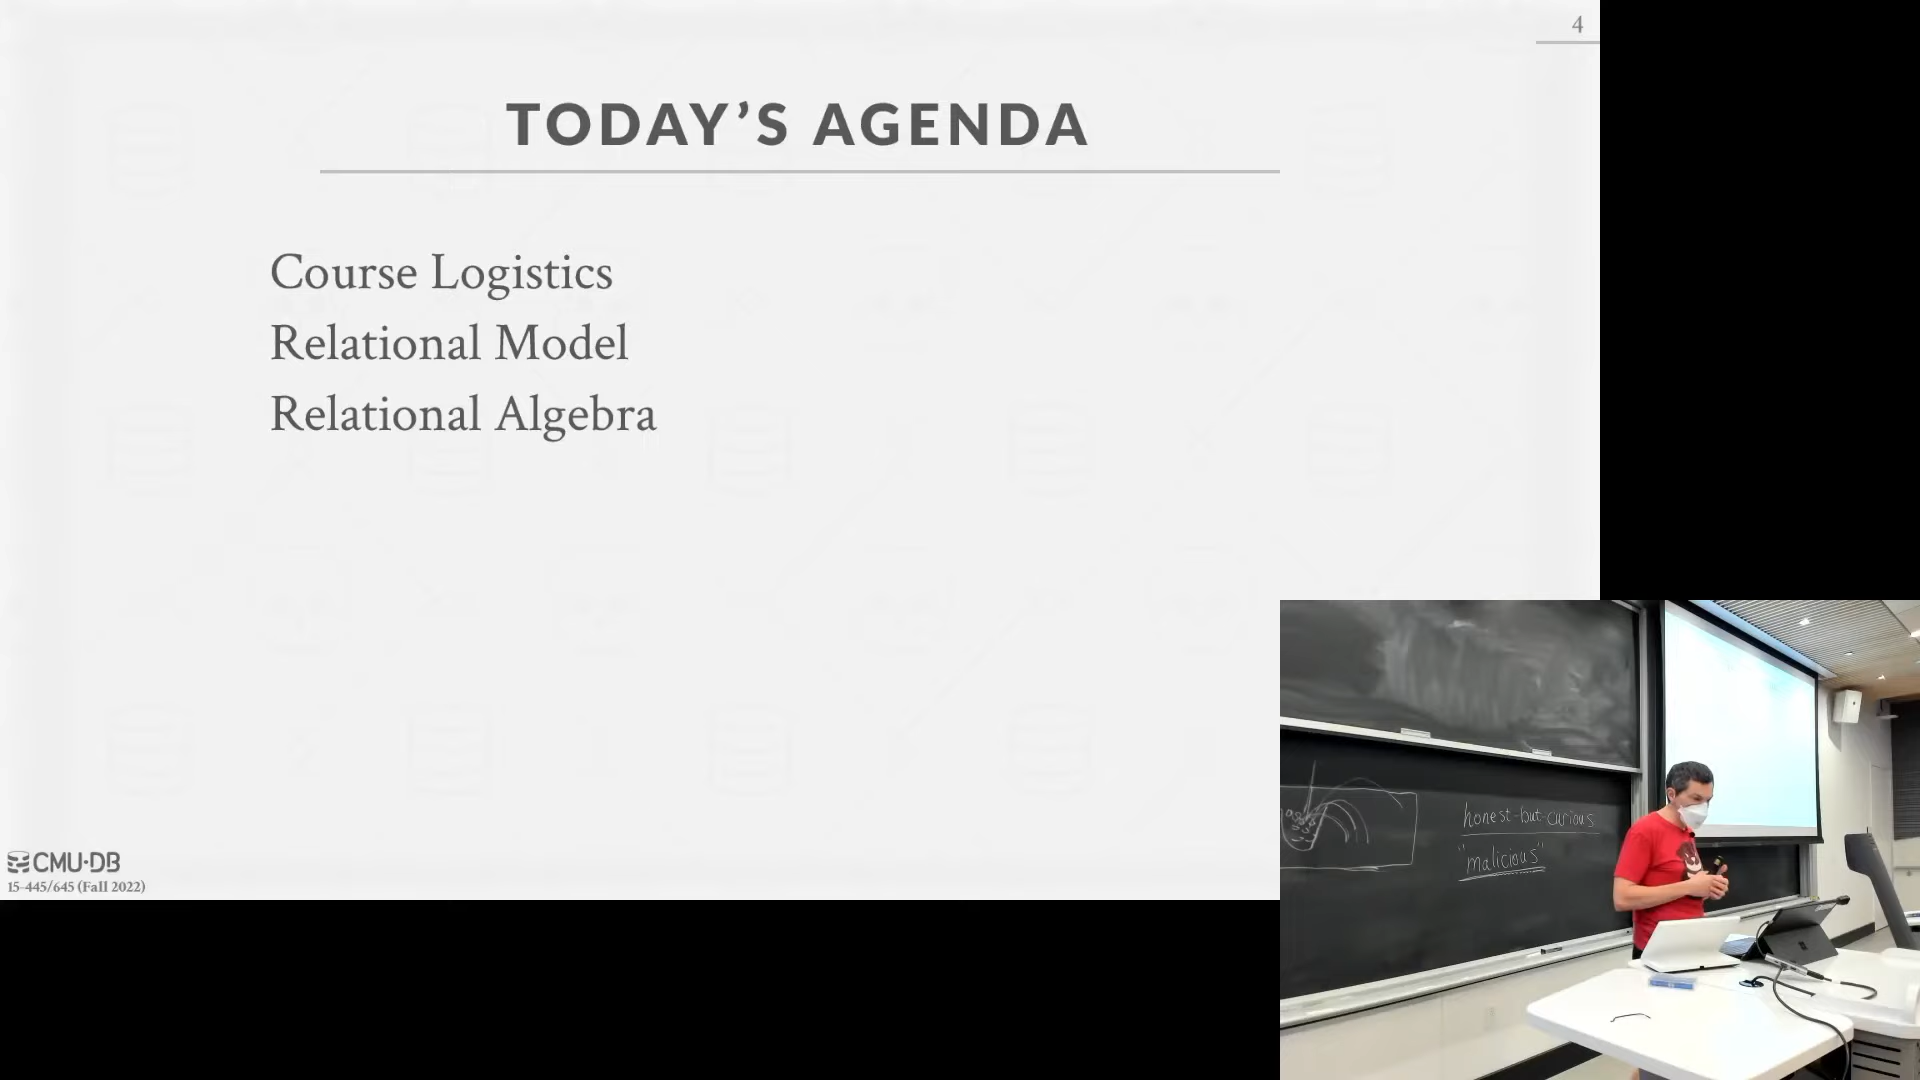 4
TODAY’S AGENDA
Course Logistics
Relational Model
Relational Algebra
CMU·DB
15-445/645 (Fall 2022)
honest-but-curious
"malicious"